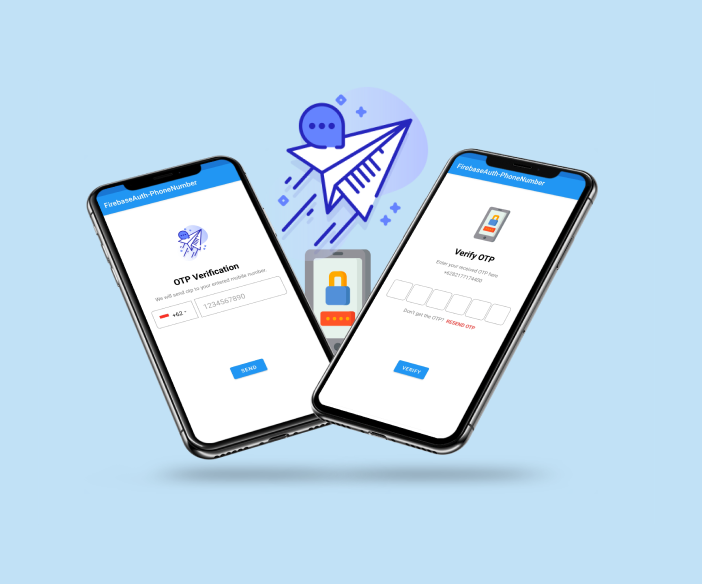 FirebaseAuth-PhoneNumber
OTP Verification
We will send otp to your entered mobile number.
+62
1234567890
SEND
FirebaseAuth-PhoneNumber
Verify OTP
Enter your received OTP here
+6282177174400
Don't get the OTP? RESEND OTP
VERIFY